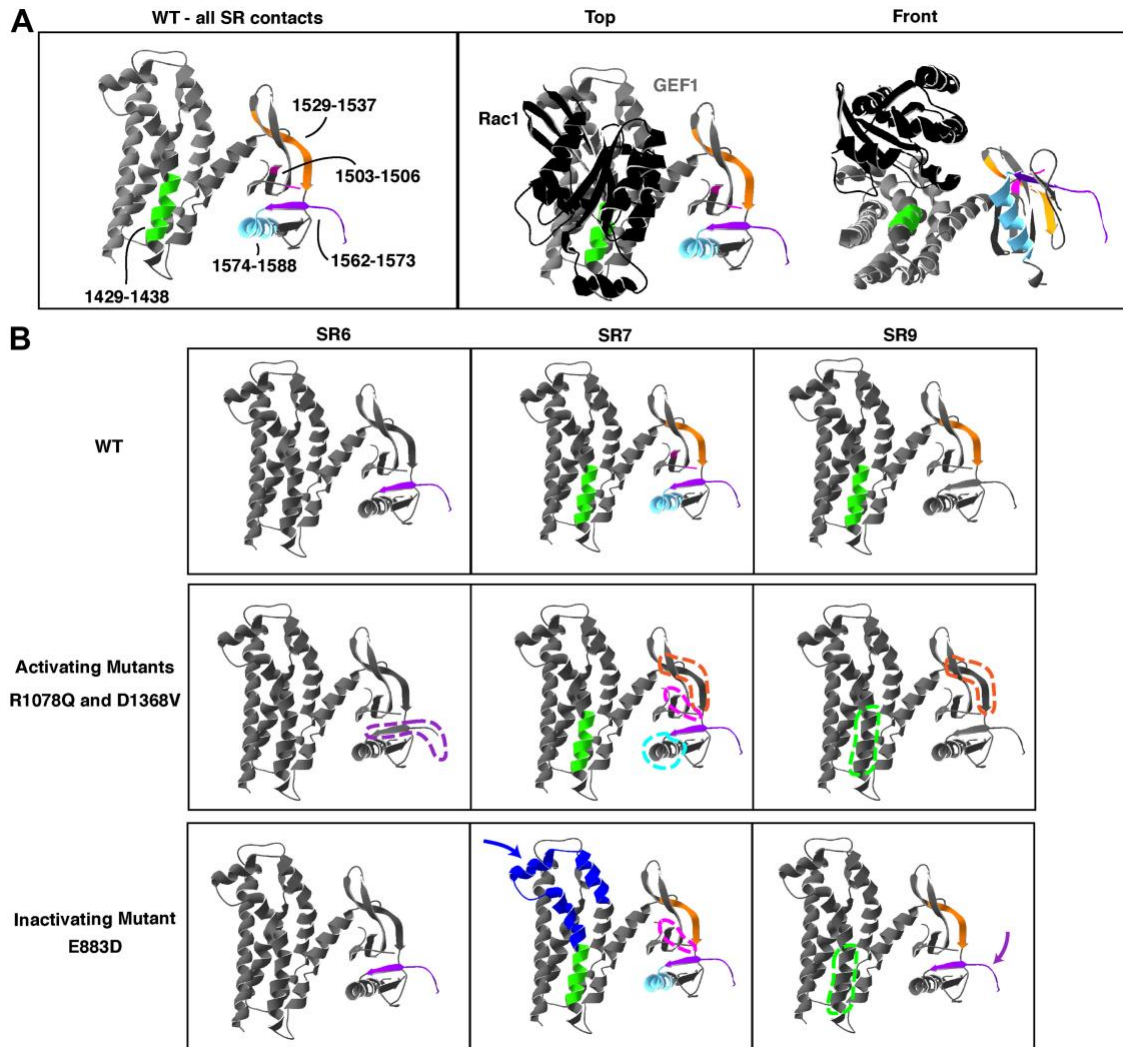 A
WT - all SR contacts
Top
Front
1529-1537
1503-1506
1574-1588
1562-1573
1429-1438
GEF1
Rac1
B
SR6
SR7
SR9
WT
Activating Mutants
R1078Q and D1368V
Inactivating Mutant
E883D